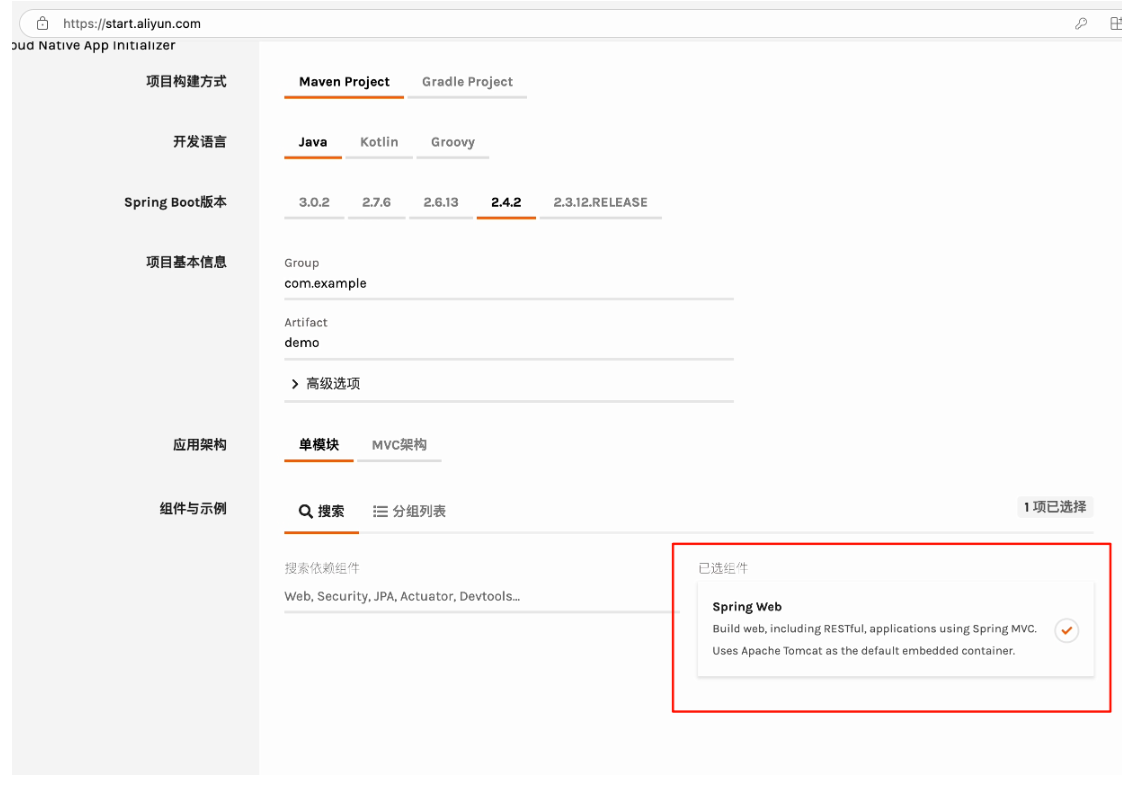 https://start.aliyun.com
oud Native App Initializer
项目构建方式
Maven Project
Gradle Project
开发语言
Java
Kotlin
Groovy
Spring Boot版本
3.0.2
2.7.6
2.6.13
2.4.2
2.3.12.RELEASE
项目基本信息
Group
com.example
Artifact
demo
高级选项
应用架构
单模块
MVC架构
组件与示例
搜索
分组列表
1 项已选择
搜索依赖组件
Web, Security, JPA, Actuator, Devtools...
已选组件
Spring Web
Build web, including RESTful, applications using Spring MVC.
Uses Apache Tomcat as the default embedded container.